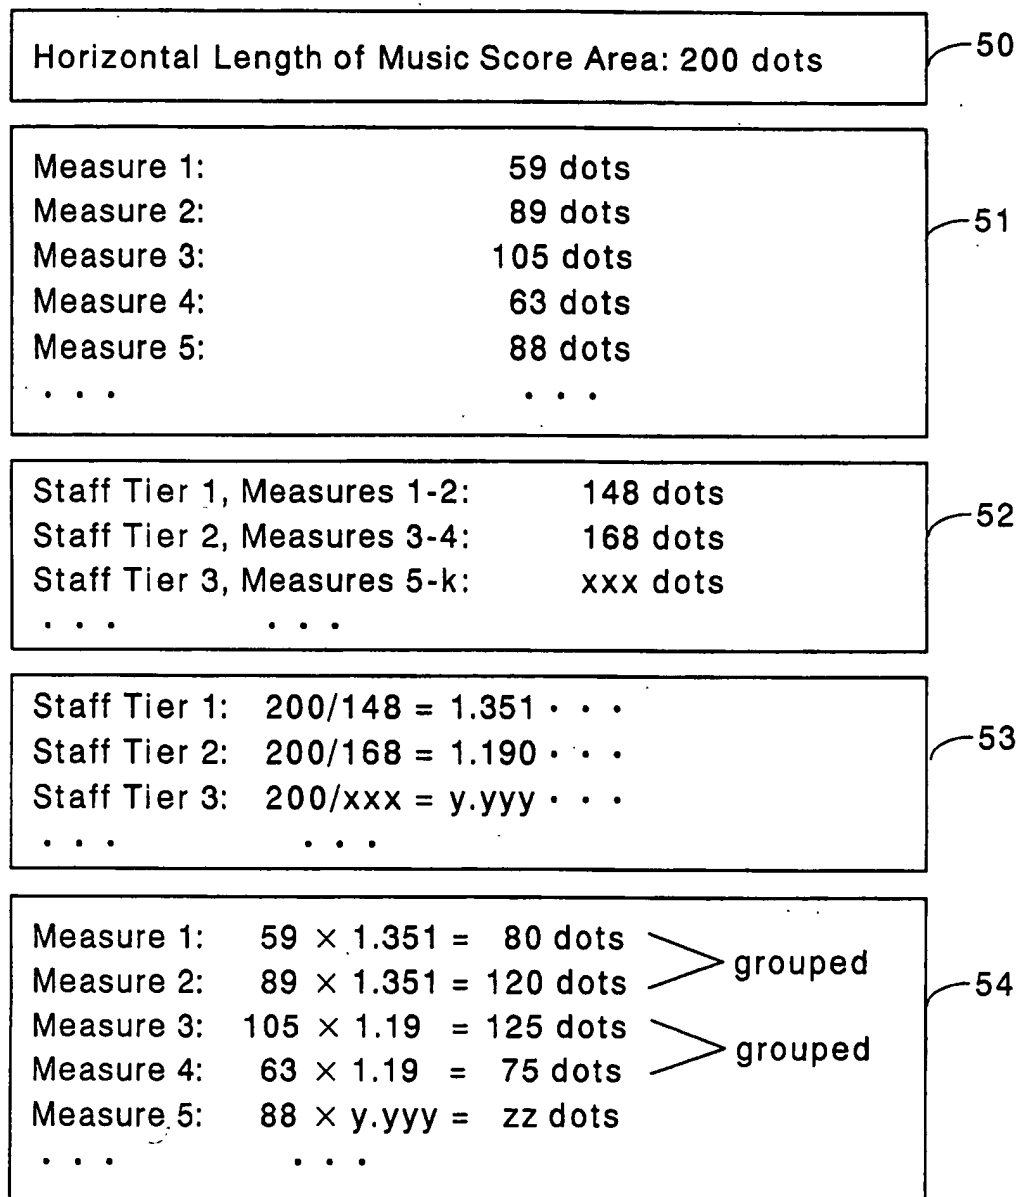 Horizontal Length of Music Score Area: 200 dots
50
Measure 1: 59 dots
Measure 2: 89 dots
51
Measure 3: 105 dots
Measure 4: 63 dots
Measure 5: 88 dots
· · · · · ·
Staff Tier 1, Measures 1-2: 148 dots
52
Staff Tier 2, Measures 3-4: 168 dots
Staff Tier 3, Measures 5-k: xxx dots
· · · · · ·
Staff Tier 1: 200/148 = 1.351 · · ·
Staff Tier 2: 200/168 = 1.190 · · ·
53
Staff Tier 3: 200/xxx = y.yyy · · ·
· · · · · ·
Measure 1: 59 × 1.351 = 80 dots
grouped
Measure 2: 89 × 1.351 = 120 dots
54
Measure 3: 105 × 1.19 = 125 dots
grouped
Measure 4: 63 × 1.19 = 75 dots
Measure 5: 88 × y.yyy = zz dots
· · · · · ·